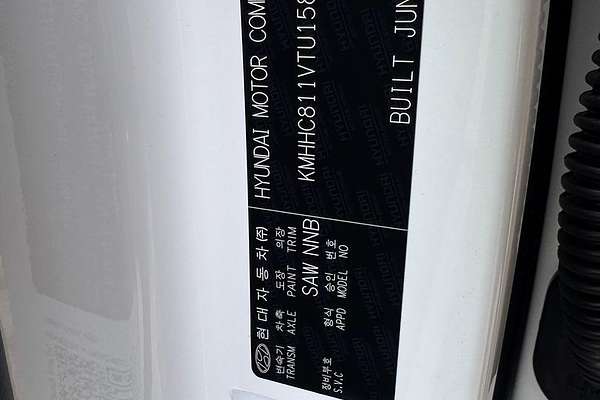 HYUNDAI MOTOR COM
KMHHC811VTU158
BUILT JUN
현대자동차㈜
변속기 차축 도장 의장
TRANSM AXLE PAINT TRIM
SAW NNB
형식 승인 번호
APPD MODEL NO
장비부호
S.V.C